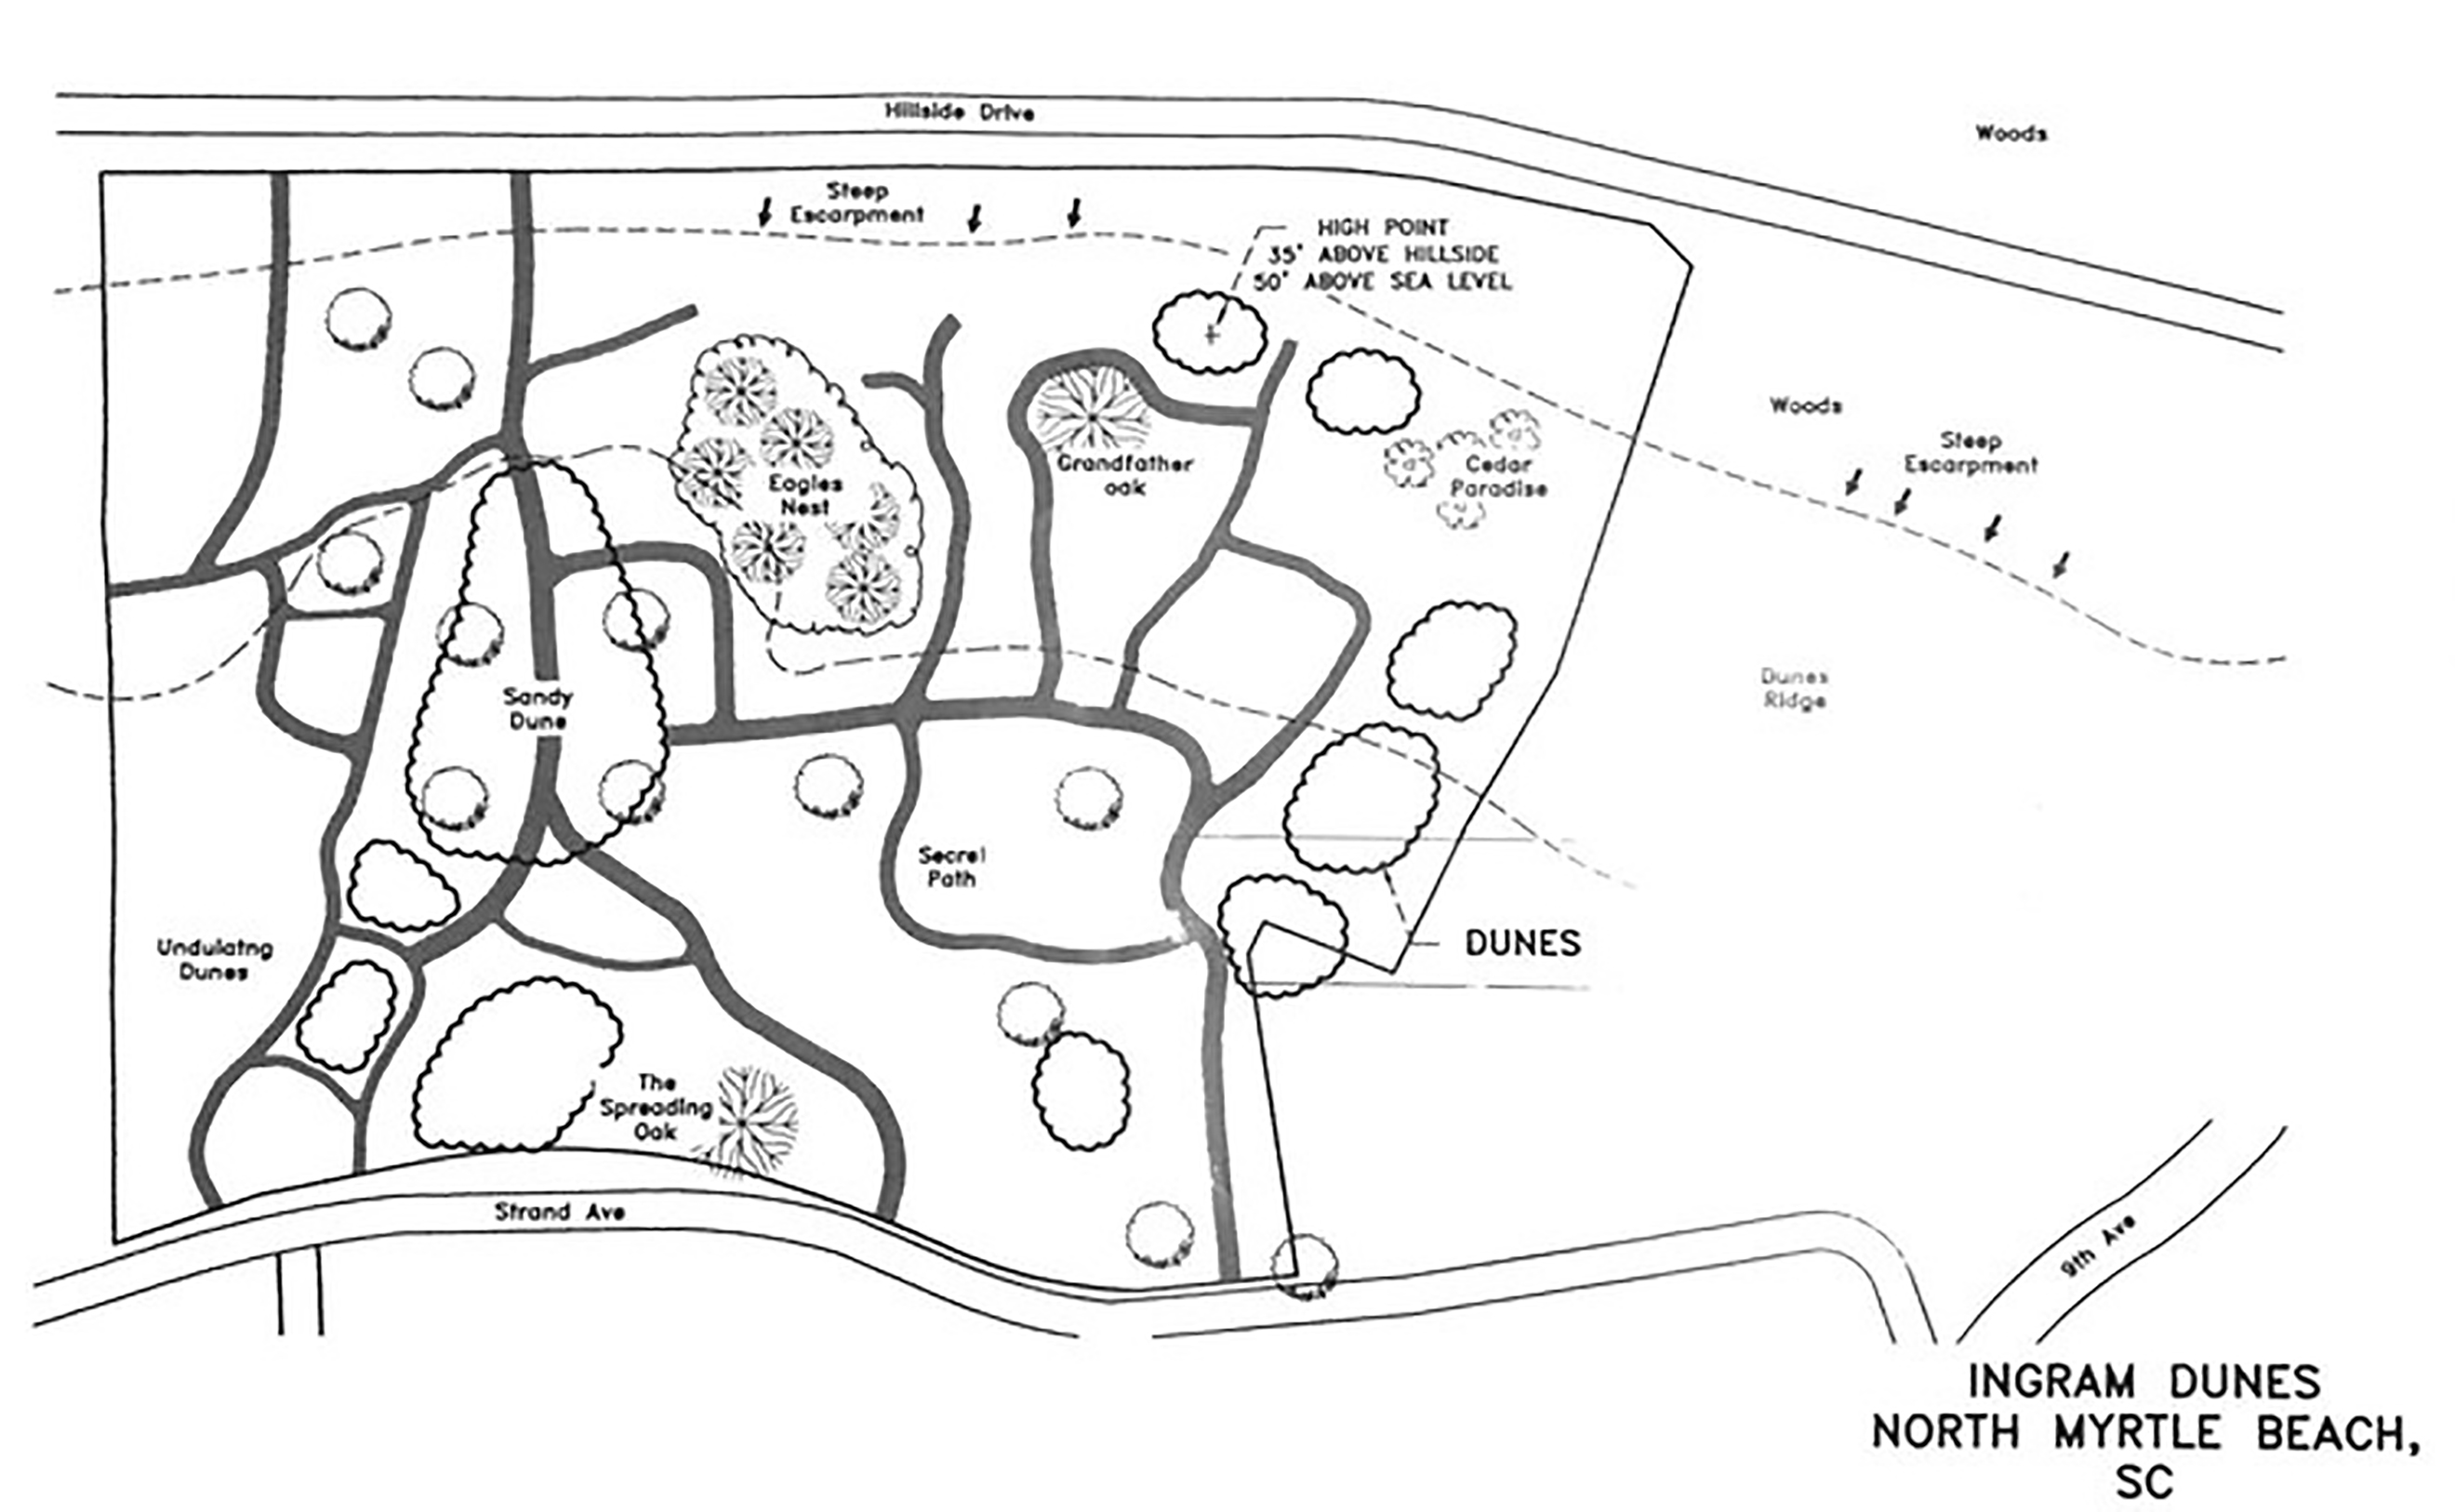 Hillside Drive
Woods
Steep
Escarpment
HIGH POINT
35' ABOVE HILLSIDE
50' ABOVE SEA LEVEL
Woods
Steep
Escarpment
Grandfather
oak
Cedar
Paradise
Eagles
Nest
Sandy
Dune
Dunes
Ridge
Secret
Path
Undulatng
Dunes
DUNES
The
Spreading
Oak
Strand Ave
9th Ave
INGRAM DUNES
NORTH MYRTLE BEACH,
SC